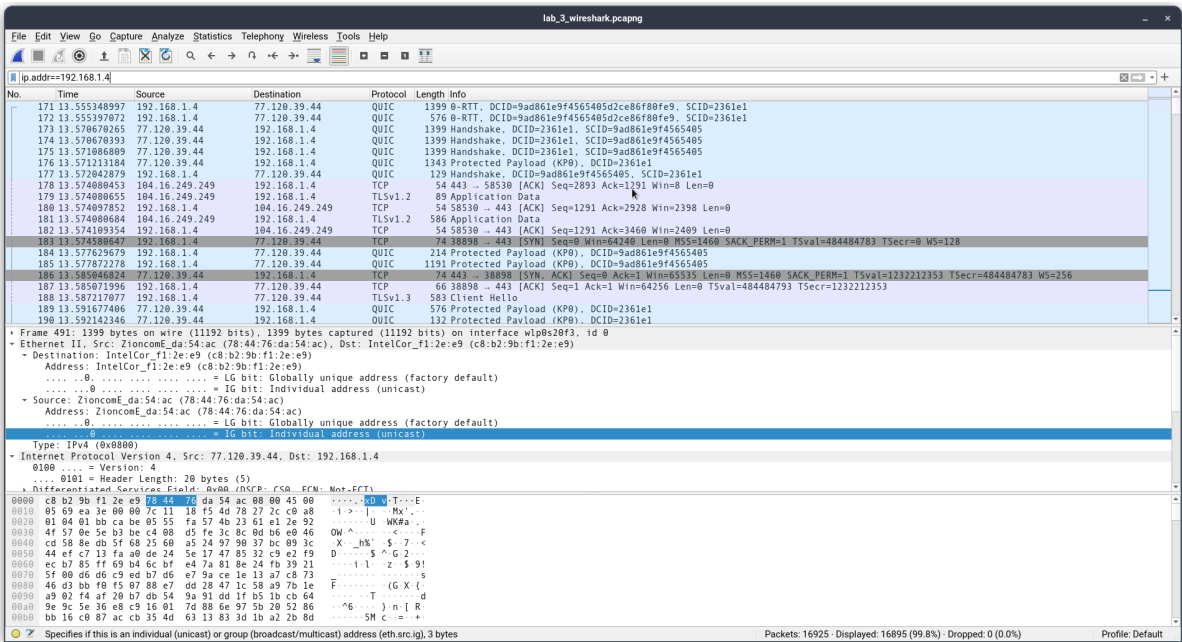 lab_3_wireshark.pcapng
File Edit View Go Capture Analyze Statistics Telephony Wireless Tools Help
ip.addr==192.168.1.4
No. Time Source Destination Protocol Length Info
171 13.555348997 192.168.1.4 77.120.39.44 QUIC 1399 0-RTT, DCID=9ad861e9f4565405d2ce86f80fe9, SCID=2361e1
172 13.555397072 192.168.1.4 77.120.39.44 QUIC 576 0-RTT, DCID=9ad861e9f4565405d2ce86f80fe9, SCID=2361e1
173 13.570670265 77.120.39.44 192.168.1.4 QUIC 1399 Handshake, DCID=2361e1, SCID=9ad861e9f4565405
174 13.570670393 77.120.39.44 192.168.1.4 QUIC 1399 Handshake, DCID=2361e1, SCID=9ad861e9f4565405
175 13.571086809 77.120.39.44 192.168.1.4 QUIC 1399 Handshake, DCID=2361e1, SCID=9ad861e9f4565405
176 13.571213184 77.120.39.44 192.168.1.4 QUIC 1343 Protected Payload (KP0), DCID=2361e1
177 13.572042879 192.168.1.4 77.120.39.44 QUIC 129 Handshake, DCID=9ad861e9f4565405, SCID=2361e1
178 13.574080453 104.16.249.249 192.168.1.4 TCP 54 443 → 58530 [ACK] Seq=2893 Ack=1291 Win=8 Len=0
179 13.574080655 104.16.249.249 192.168.1.4 TLSv1.2 89 Application Data
180 13.574097852 192.168.1.4 104.16.249.249 TCP 54 58530 → 443 [ACK] Seq=1291 Ack=2928 Win=2398 Len=0
181 13.574080684 104.16.249.249 192.168.1.4 TLSv1.2 586 Application Data
182 13.574109354 192.168.1.4 104.16.249.249 TCP 54 58530 → 443 [ACK] Seq=1291 Ack=3460 Win=2409 Len=0
183 13.574580647 192.168.1.4 77.120.39.44 TCP 74 38898 → 443 [SYN] Seq=0 Win=64240 Len=0 MSS=1460 SACK_PERM=1 TSval=484484783 TSecr=0 WS=128
184 13.577629679 192.168.1.4 77.120.39.44 QUIC 214 Protected Payload (KP0), DCID=9ad861e9f4565405
185 13.577872278 192.168.1.4 77.120.39.44 QUIC 1191 Protected Payload (KP0), DCID=9ad861e9f4565405
186 13.585046824 77.120.39.44 192.168.1.4 TCP 74 443 → 38898 [SYN, ACK] Seq=0 Ack=1 Win=65535 Len=0 MSS=1460 SACK_PERM=1 TSval=1232212353 TSecr=484484783 WS=256
187 13.585071996 192.168.1.4 77.120.39.44 TCP 66 38898 → 443 [ACK] Seq=1 Ack=1 Win=64256 Len=0 TSval=484484793 TSecr=1232212353
188 13.587217077 192.168.1.4 77.120.39.44 TLSv1.3 583 Client Hello
189 13.591677406 192.168.1.4 77.120.39.44 QUIC 576 Protected Payload (KP0), DCID=9ad861e9f4565405
190 13.592142346 77.120.39.44 192.168.1.4 QUIC 132 Protected Payload (KP0), DCID=2361e1
Frame 491: 1399 bytes on wire (11192 bits), 1399 bytes captured (11192 bits) on interface wlp0s20f3, id 0
Ethernet II, Src: ZioncomE_da:54:ac (78:44:76:da:54:ac), Dst: IntelCor_f1:2e:e9 (c8:b2:9b:f1:2e:e9)
Destination: IntelCor_f1:2e:e9 (c8:b2:9b:f1:2e:e9)
Address: IntelCor_f1:2e:e9 (c8:b2:9b:f1:2e:e9)
.... ..0. .... .... .... .... = LG bit: Globally unique address (factory default)
.... ...0 .... .... .... .... = IG bit: Individual address (unicast)
Source: ZioncomE_da:54:ac (78:44:76:da:54:ac)
Address: ZioncomE_da:54:ac (78:44:76:da:54:ac)
.... ..0. .... .... .... .... = LG bit: Globally unique address (factory default)
.... ...0 .... .... .... .... = IG bit: Individual address (unicast)
Type: IPv4 (0x0800)
Internet Protocol Version 4, Src: 77.120.39.44, Dst: 192.168.1.4
0100 .... = Version: 4
.... 0101 = Header Length: 20 bytes (5)
Differentiated Services Field: 0x00 (DSCP: CS0, ECN: Not-ECT)
0000 c8 b2 9b f1 2e e9 78 44 76 da 54 ac 08 00 45 00 ····.·xD v·T···E·
0010 05 69 ea 3e 00 00 7c 11 18 f5 4d 78 27 2c c0 a8 ·i·>··|· ··Mx',··
0020 01 04 01 bb ca be 05 55 fa 57 4b 23 61 e1 2e 92 ·······U ·WK#a·.·
0030 4f 57 0e 5e b3 be c4 08 d5 fe 3c 8c 0d b6 e0 46 OW·^···· ··<····F
0040 cd 58 8e db 5f 68 25 60 a5 24 97 90 37 bc 09 3c ·X··_h%` ·$··7··<
0050 44 ef c7 13 fa a0 de 24 5e 17 47 85 32 c9 e2 f9 D······$ ^·G·2···
0060 ec b7 85 ff 69 b4 6c bf e4 7a 81 8e 24 fb 39 21 ····i·l· ·z··$·9!
0070 5f 00 d6 d6 c9 ed b7 d6 e7 9a ce 1e 13 a7 c8 73 _······· ·······s
0080 46 d3 bb f0 f5 07 88 e7 dd 28 47 1c 58 a9 7b 1e F······· ·(G·X·{·
0090 a9 02 f4 af 20 b7 db 54 9a 91 dd 1f b5 1b cb 64 ···· ··T ·······d
00a0 9e 9c 5e 36 e8 c9 16 01 7d 88 6e 97 5b 20 52 86 ··^6···· }·n·[ R·
00b0 bb 16 c0 87 ac cb 35 4d 63 13 83 3d 1b a2 2b 8d ······5M c··=··+·
Specifies if this is an individual (unicast) or group (broadcast/multicast) address (eth.src.ig), 3 bytes
Packets: 16925 · Displayed: 16895 (99.8%) · Dropped: 0 (0.0%)
Profile: Default